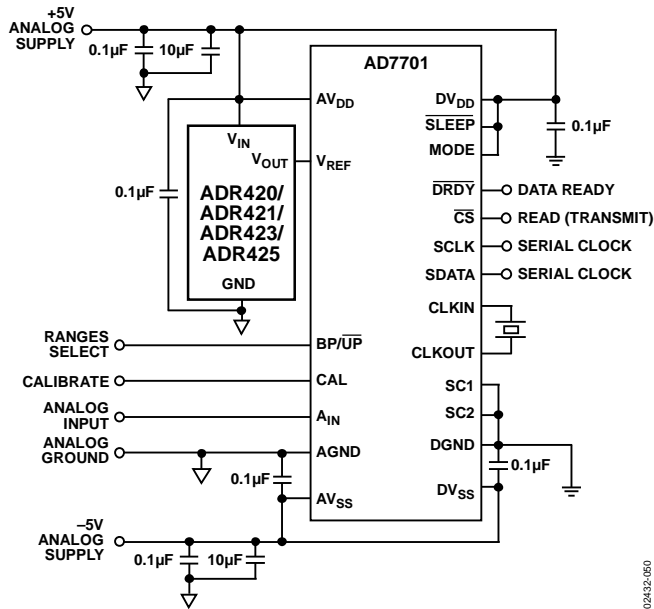 +5V
ANALOG
SUPPLY
0.1µF
10µF
AD7701
AVDD
DVDD
SLEEP
MODE
0.1µF
VIN
VOUT
VREF
0.1µF
ADR420/
ADR421/
ADR423/
ADR425
GND
DRDY
DATA READY
CS
READ (TRANSMIT)
SCLK
SERIAL CLOCK
SDATA
SERIAL CLOCK
CLKIN
CLKOUT
RANGES
SELECT
BP/UP
CALIBRATE
CAL
SC1
ANALOG
INPUT
AIN
SC2
ANALOG
GROUND
AGND
DGND
0.1µF
0.1µF
AVSS
DVSS
–5V
ANALOG
SUPPLY
0.1µF
10µF
02432-050